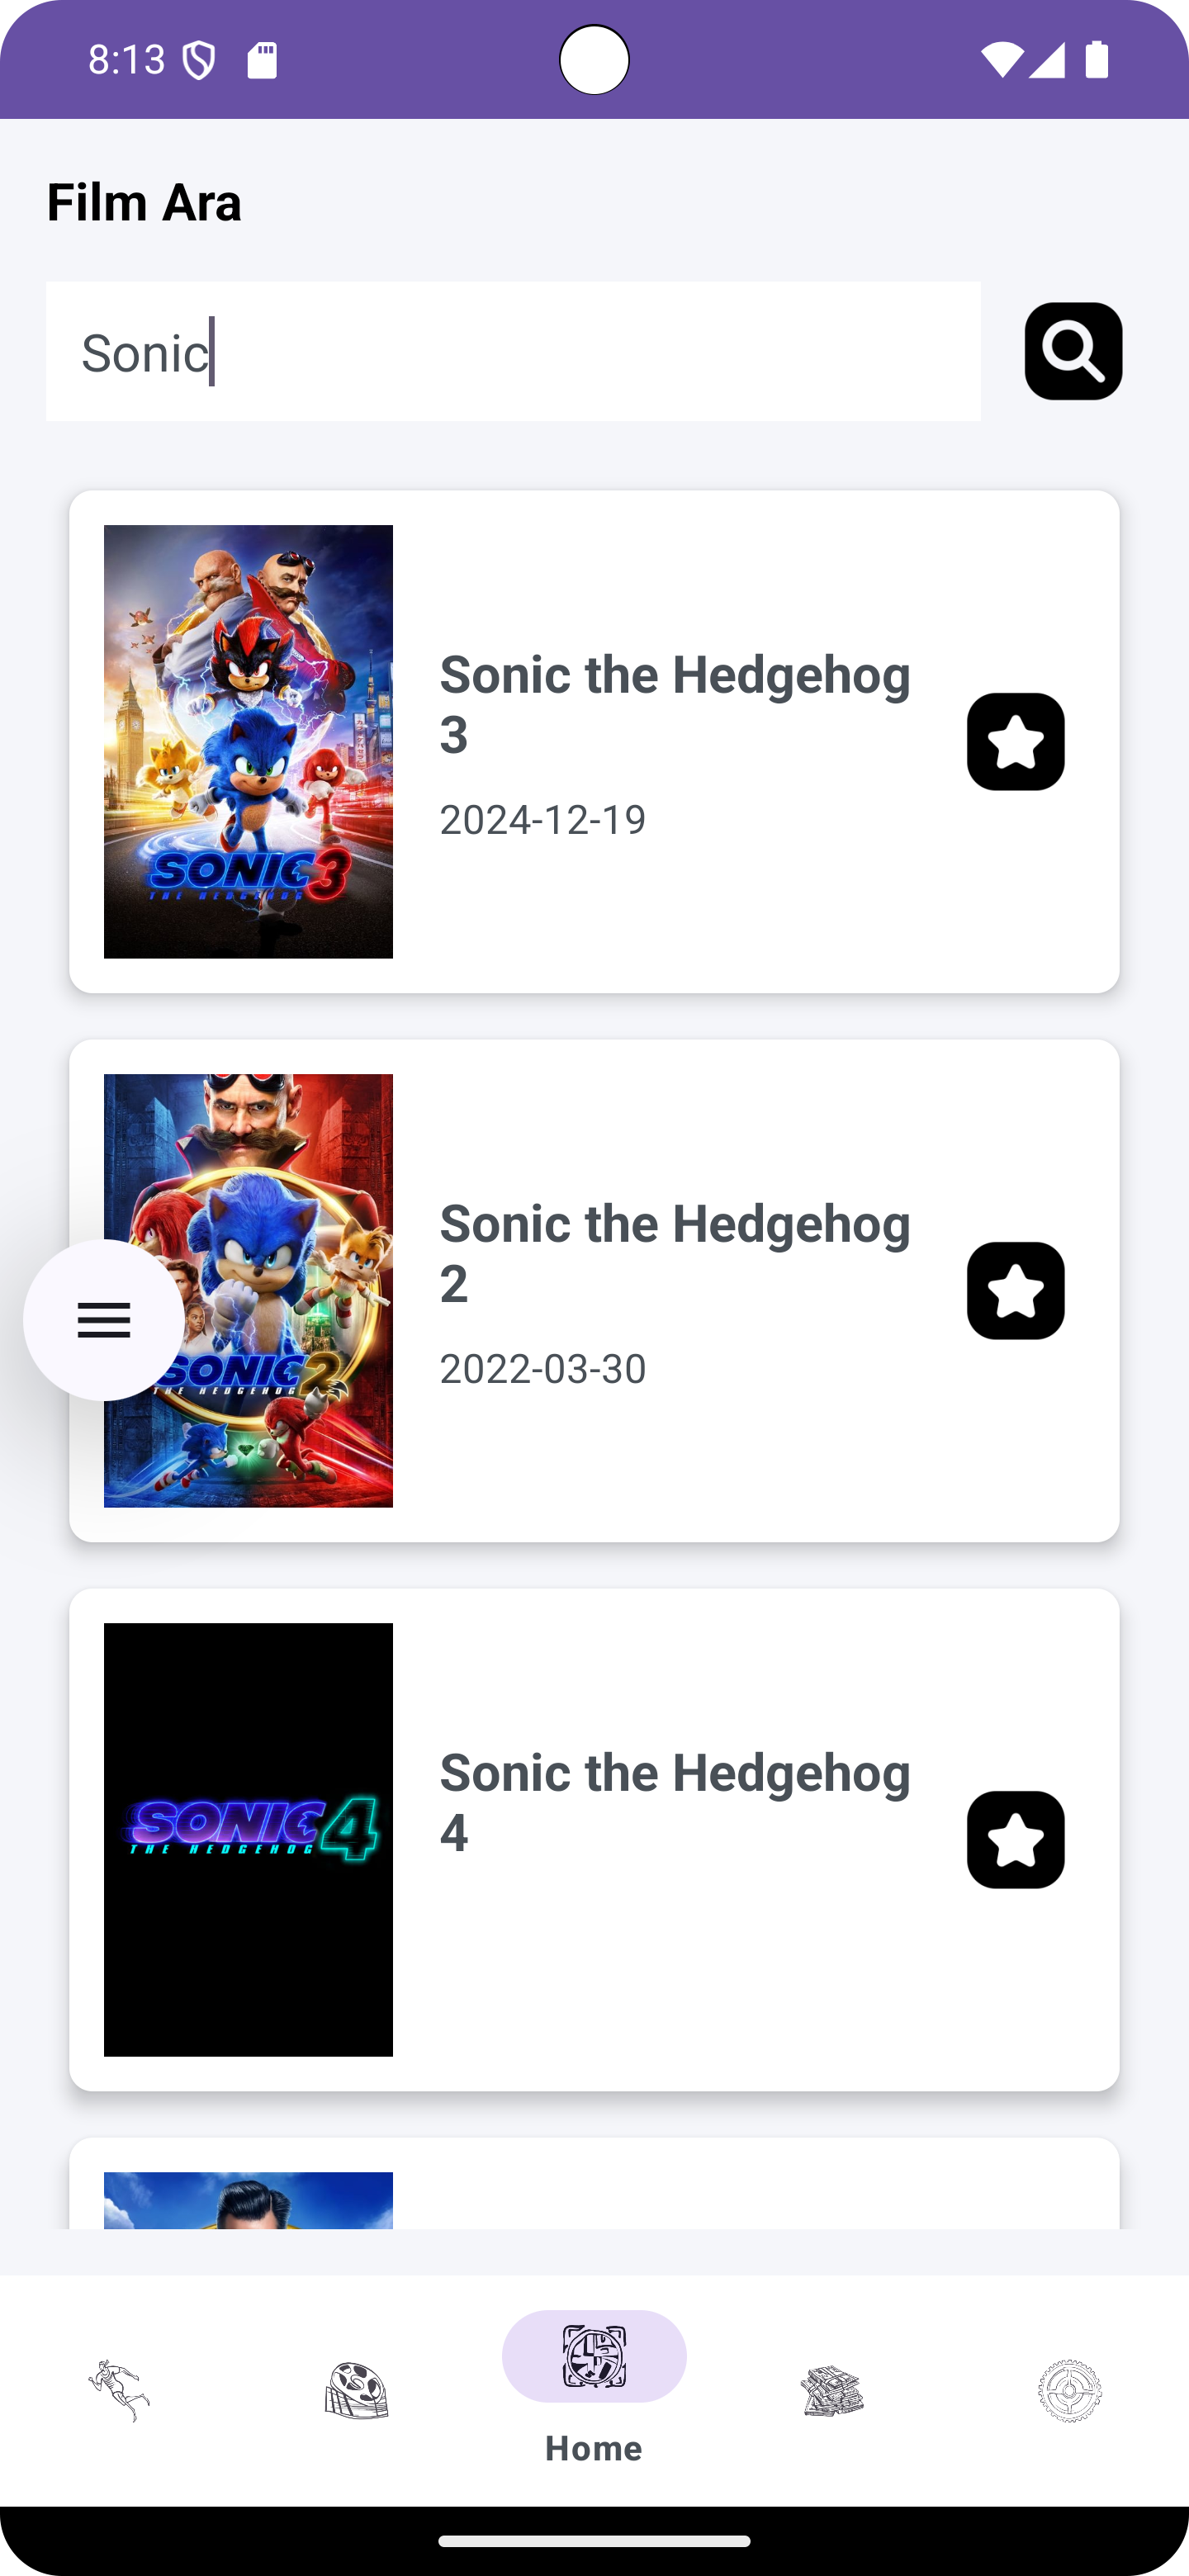 8:13
Film Ara
Sonic
Sonic the Hedgehog
3
2024-12-19
SONIC 3
THE HEDGEHOG
Sonic the Hedgehog
2
2022-03-30
SONIC 2
THE HEDGEHOG
Sonic the Hedgehog
4
SONIC 4
THE HEDGEHOG
Home